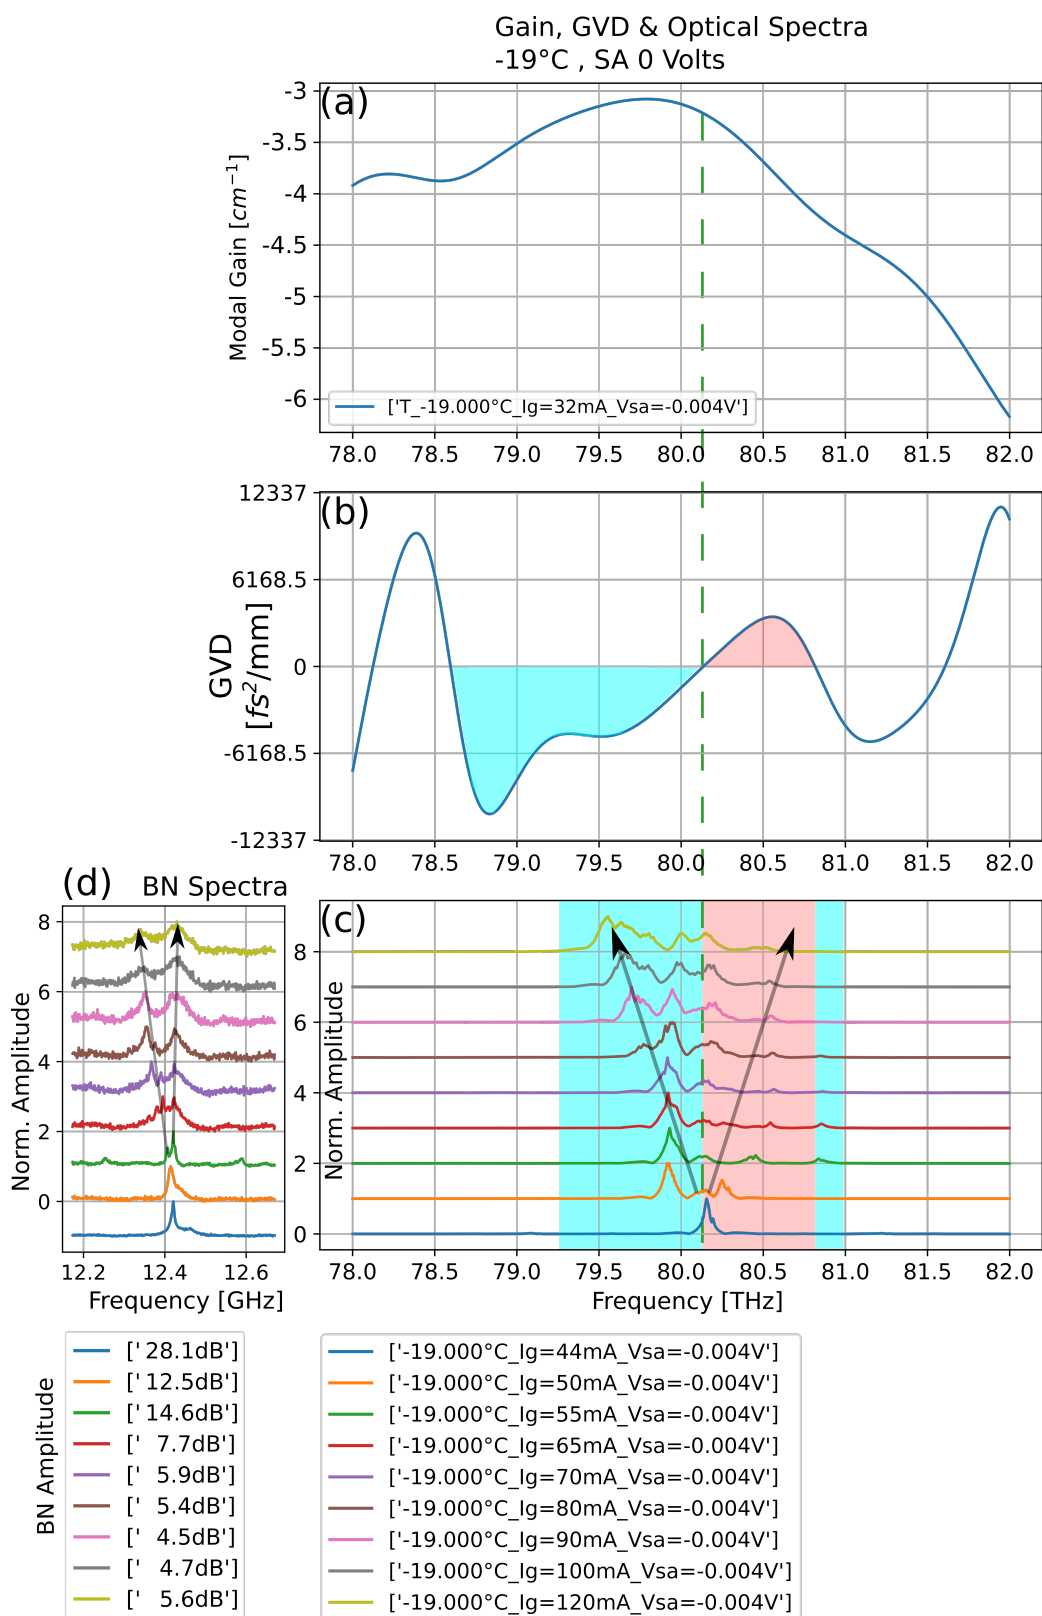 Gain, GVD & Optical Spectra
-19°C , SA 0 Volts
(a)
Modal Gain [cm⁻¹]
-3
-3.5
-4
-4.5
-5
-5.5
-6
['T_-19.000°C_Ig=32mA_Vsa=-0.004V']
78.0 78.5 79.0 79.5 80.0 80.5 81.0 81.5 82.0
(b)
GVD
[fs²/mm]
12337
6168.5
0
-6168.5
-12337
78.0 78.5 79.0 79.5 80.0 80.5 81.0 81.5 82.0
(d) BN Spectra
Norm. Amplitude
8
6
4
2
0
12.2 12.4 12.6
Frequency [GHz]
(c)
Norm. Amplitude
8
6
4
2
0
78.0 78.5 79.0 79.5 80.0 80.5 81.0 81.5 82.0
Frequency [THz]
BN Amplitude
[' 28.1dB']
[' 12.5dB']
[' 14.6dB']
['  7.7dB']
['  5.9dB']
['  5.4dB']
['  4.5dB']
['  4.7dB']
['  5.6dB']
['-19.000°C_Ig=44mA_Vsa=-0.004V']
['-19.000°C_Ig=50mA_Vsa=-0.004V']
['-19.000°C_Ig=55mA_Vsa=-0.004V']
['-19.000°C_Ig=65mA_Vsa=-0.004V']
['-19.000°C_Ig=70mA_Vsa=-0.004V']
['-19.000°C_Ig=80mA_Vsa=-0.004V']
['-19.000°C_Ig=90mA_Vsa=-0.004V']
['-19.000°C_Ig=100mA_Vsa=-0.004V']
['-19.000°C_Ig=120mA_Vsa=-0.004V']